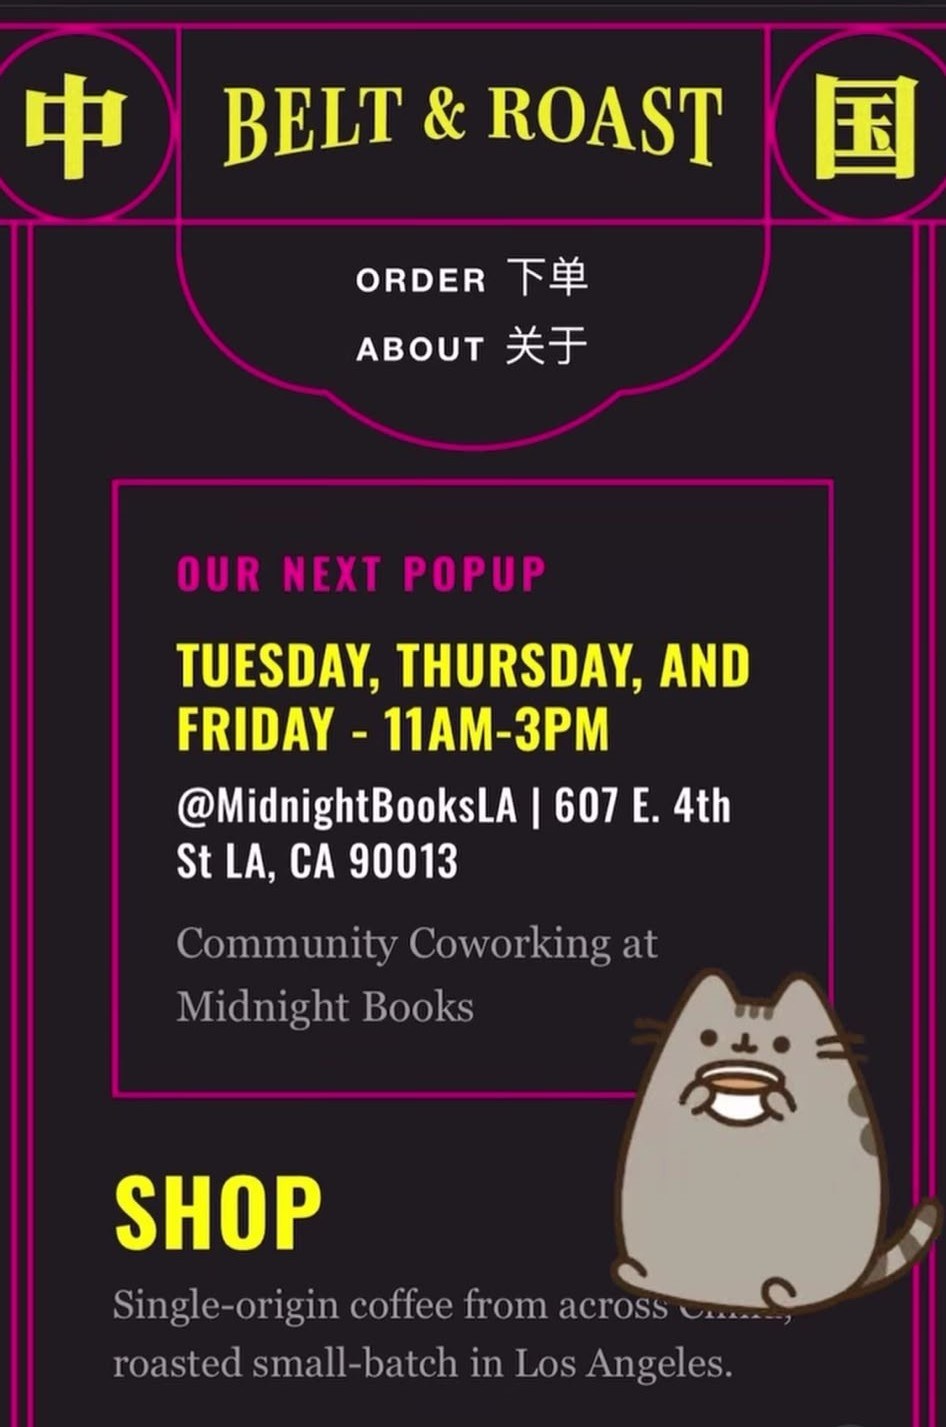 中 BELT & ROAST 国
ORDER 下单
ABOUT 关于
OUR NEXT POPUP
TUESDAY, THURSDAY, AND
FRIDAY - 11AM-3PM
@MidnightBooksLA | 607 E. 4th
St LA, CA 90013
Community Coworking at
Midnight Books
SHOP
Single-origin coffee from across
roasted small-batch in Los Angeles.